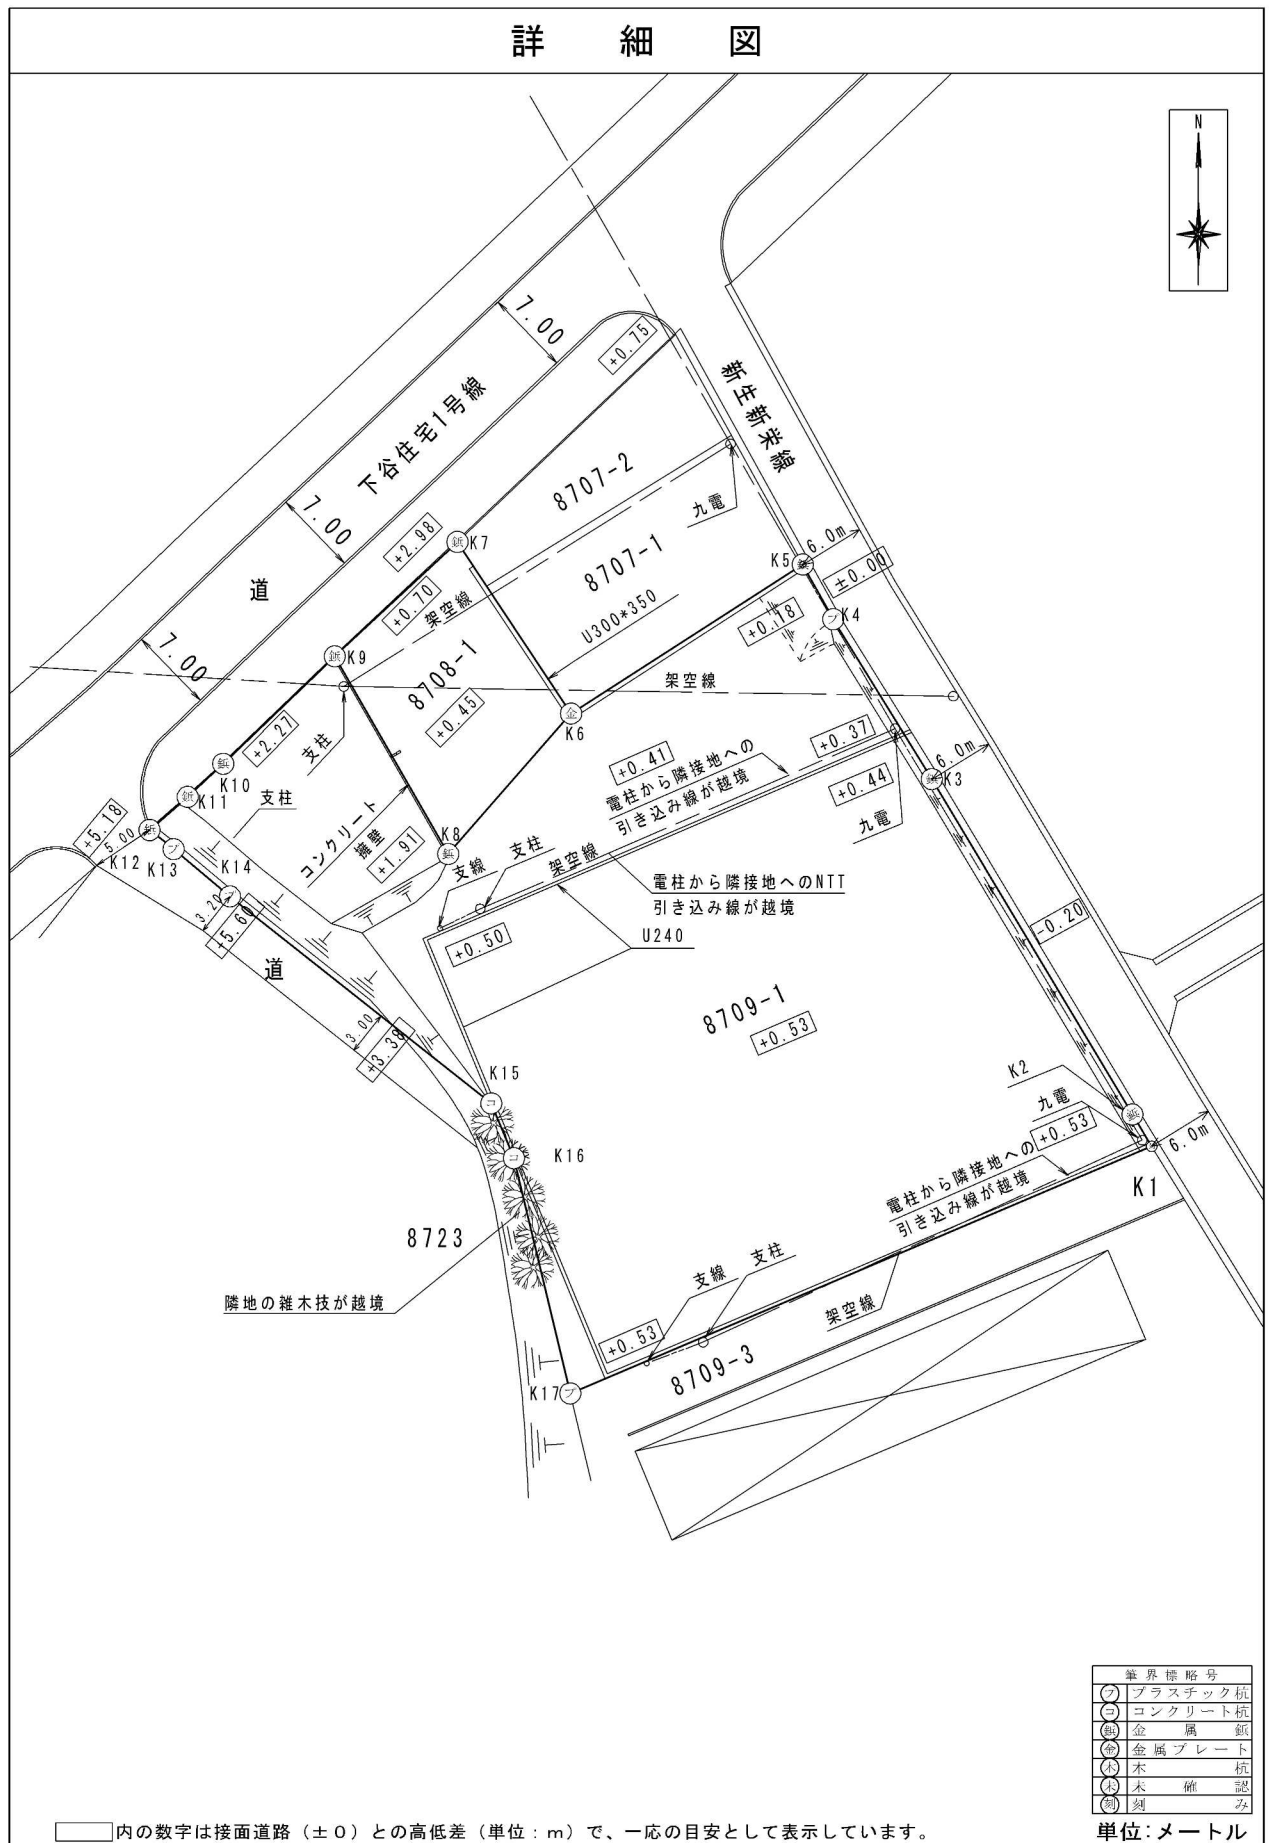 詳細図
N
7.00
+0.75
新生新栄線
下谷住宅1号線
8707-2
九電
7.00
+2.98
K7
8707-1
K5
6.0m
±0.00
道
+0.70
架空線
U300*350
+0.18
K4
7.00
K9
8708-1
+0.45
架空線
K6
+2.27
支柱
+0.41
電柱から隣接地への
引き込み線が越境
+0.37
6.0m
K3
+0.44
九電
K10
K11
支柱
+5.18
5.00
K12
K13
K14
コンクリート
擁壁
+1.91
K8
支線
支柱
架空線
電柱から隣接地へのNTT
引き込み線が越境
3.20
+5.60
道
+0.50
U240
-0.20
8709-1
+0.53
3.00
+3.38
K15
K2
九電
+0.53
K16
電柱から隣接地への
引き込み線が越境
6.0m
K1
8723
隣地の雑木技が越境
支線
支柱
架空線
+0.53
8709-3
K17
筆界標略号
プ プラスチック杭
コ コンクリート杭
鋲 金属鋲
金 金属プレート
木 木杭
未 未確認
刻 刻み
内の数字は接面道路（±0）との高低差（単位：m）で、一応の目安として表示しています。
単位:メートル